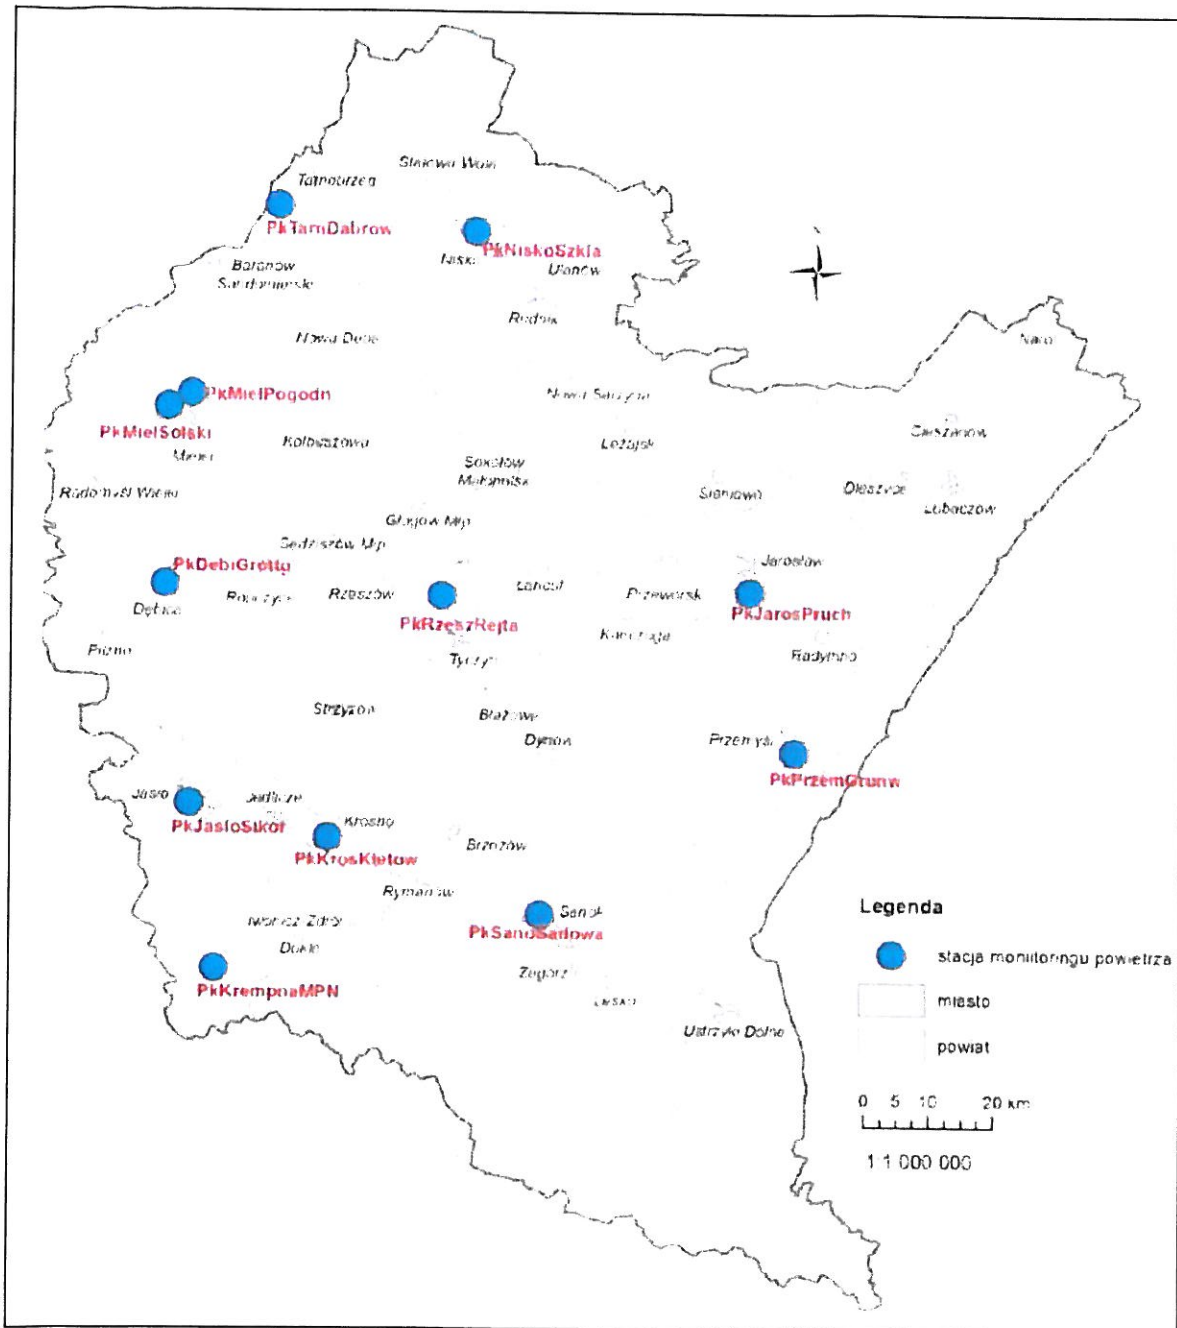 Tarnobrzeg
Stalowa Wola
PkTarnDabrow
PkNiskoSzkla
Ulanów
Baranów
Sandomierski
Rudnik
Nowa Dęba
Narol
PkMielPogodn
Nowa Sarzyna
PkMielSolski
Mielec
Kolbuszowa
Leżajsk
Cieszanów
Sokołów
Małopolski
Radomyśl Wielki
Sieniawa
Oleszyce
Lubaczów
Głogów Młp
Sędziszów Młp
PkDebiGrottg
Jarosław
Dębica
Ropczyce
Rzeszów
Łańcut
Przeworsk
PkRzeszRejta
PkJarosPruch
Kańczuga
Pilzno
Tyczyn
Radymno
Strzyżów
Błażowa
Dynów
Przemyśl
PkPrzemGrunw
Jasło
Jedlicze
PkJasloSikor
Krosno
PkKrosKletow
Brzozów
Rymanów
Legenda
Iwonicz Zdrój
Sanok
Dukla
PkSanoSadowa
stacja moniitoringu powietrza
Zagórz
PkKrempnaMPN
Lesko
miasto
Ustrzyki Dolne
powiat
0 5 10 20 km
1 1 000 000